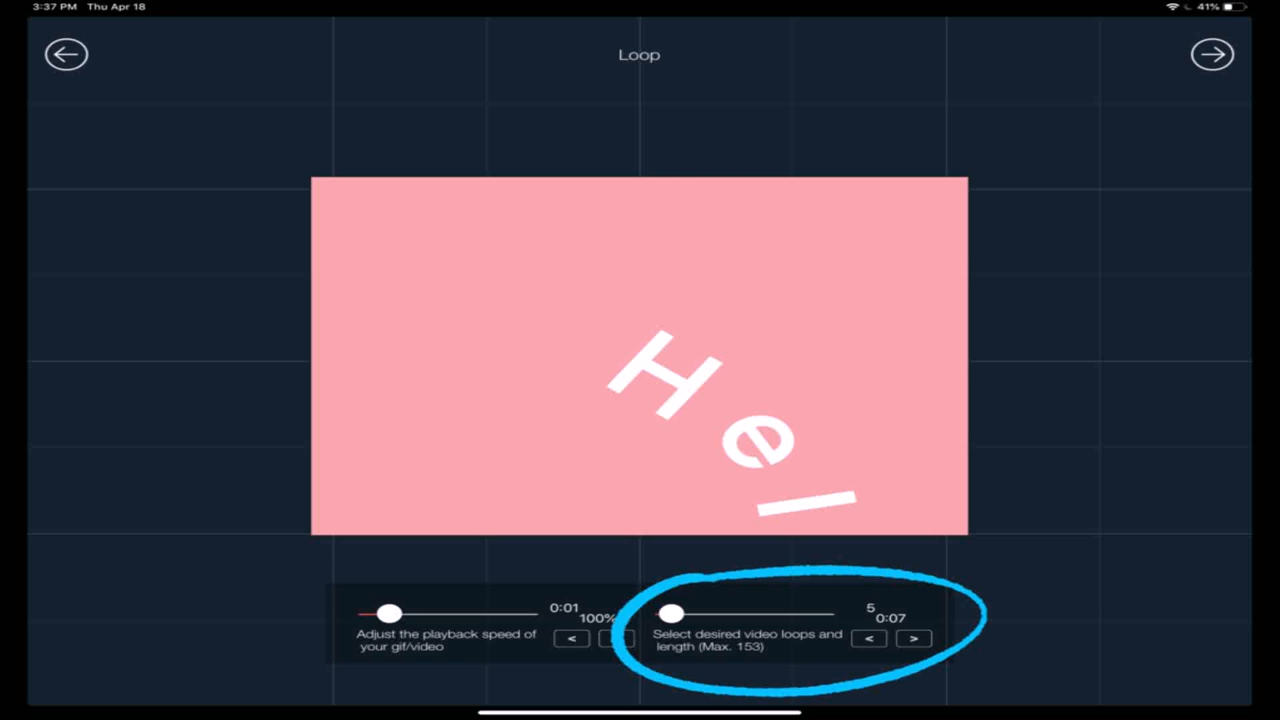 3:37 PM Thu Apr 18
41%
Loop
H
e
l
0:01
100%
Adjust the playback speed of
your gif/video
<
5
0:07
Select desired video loops and
length (Max. 153)
< >